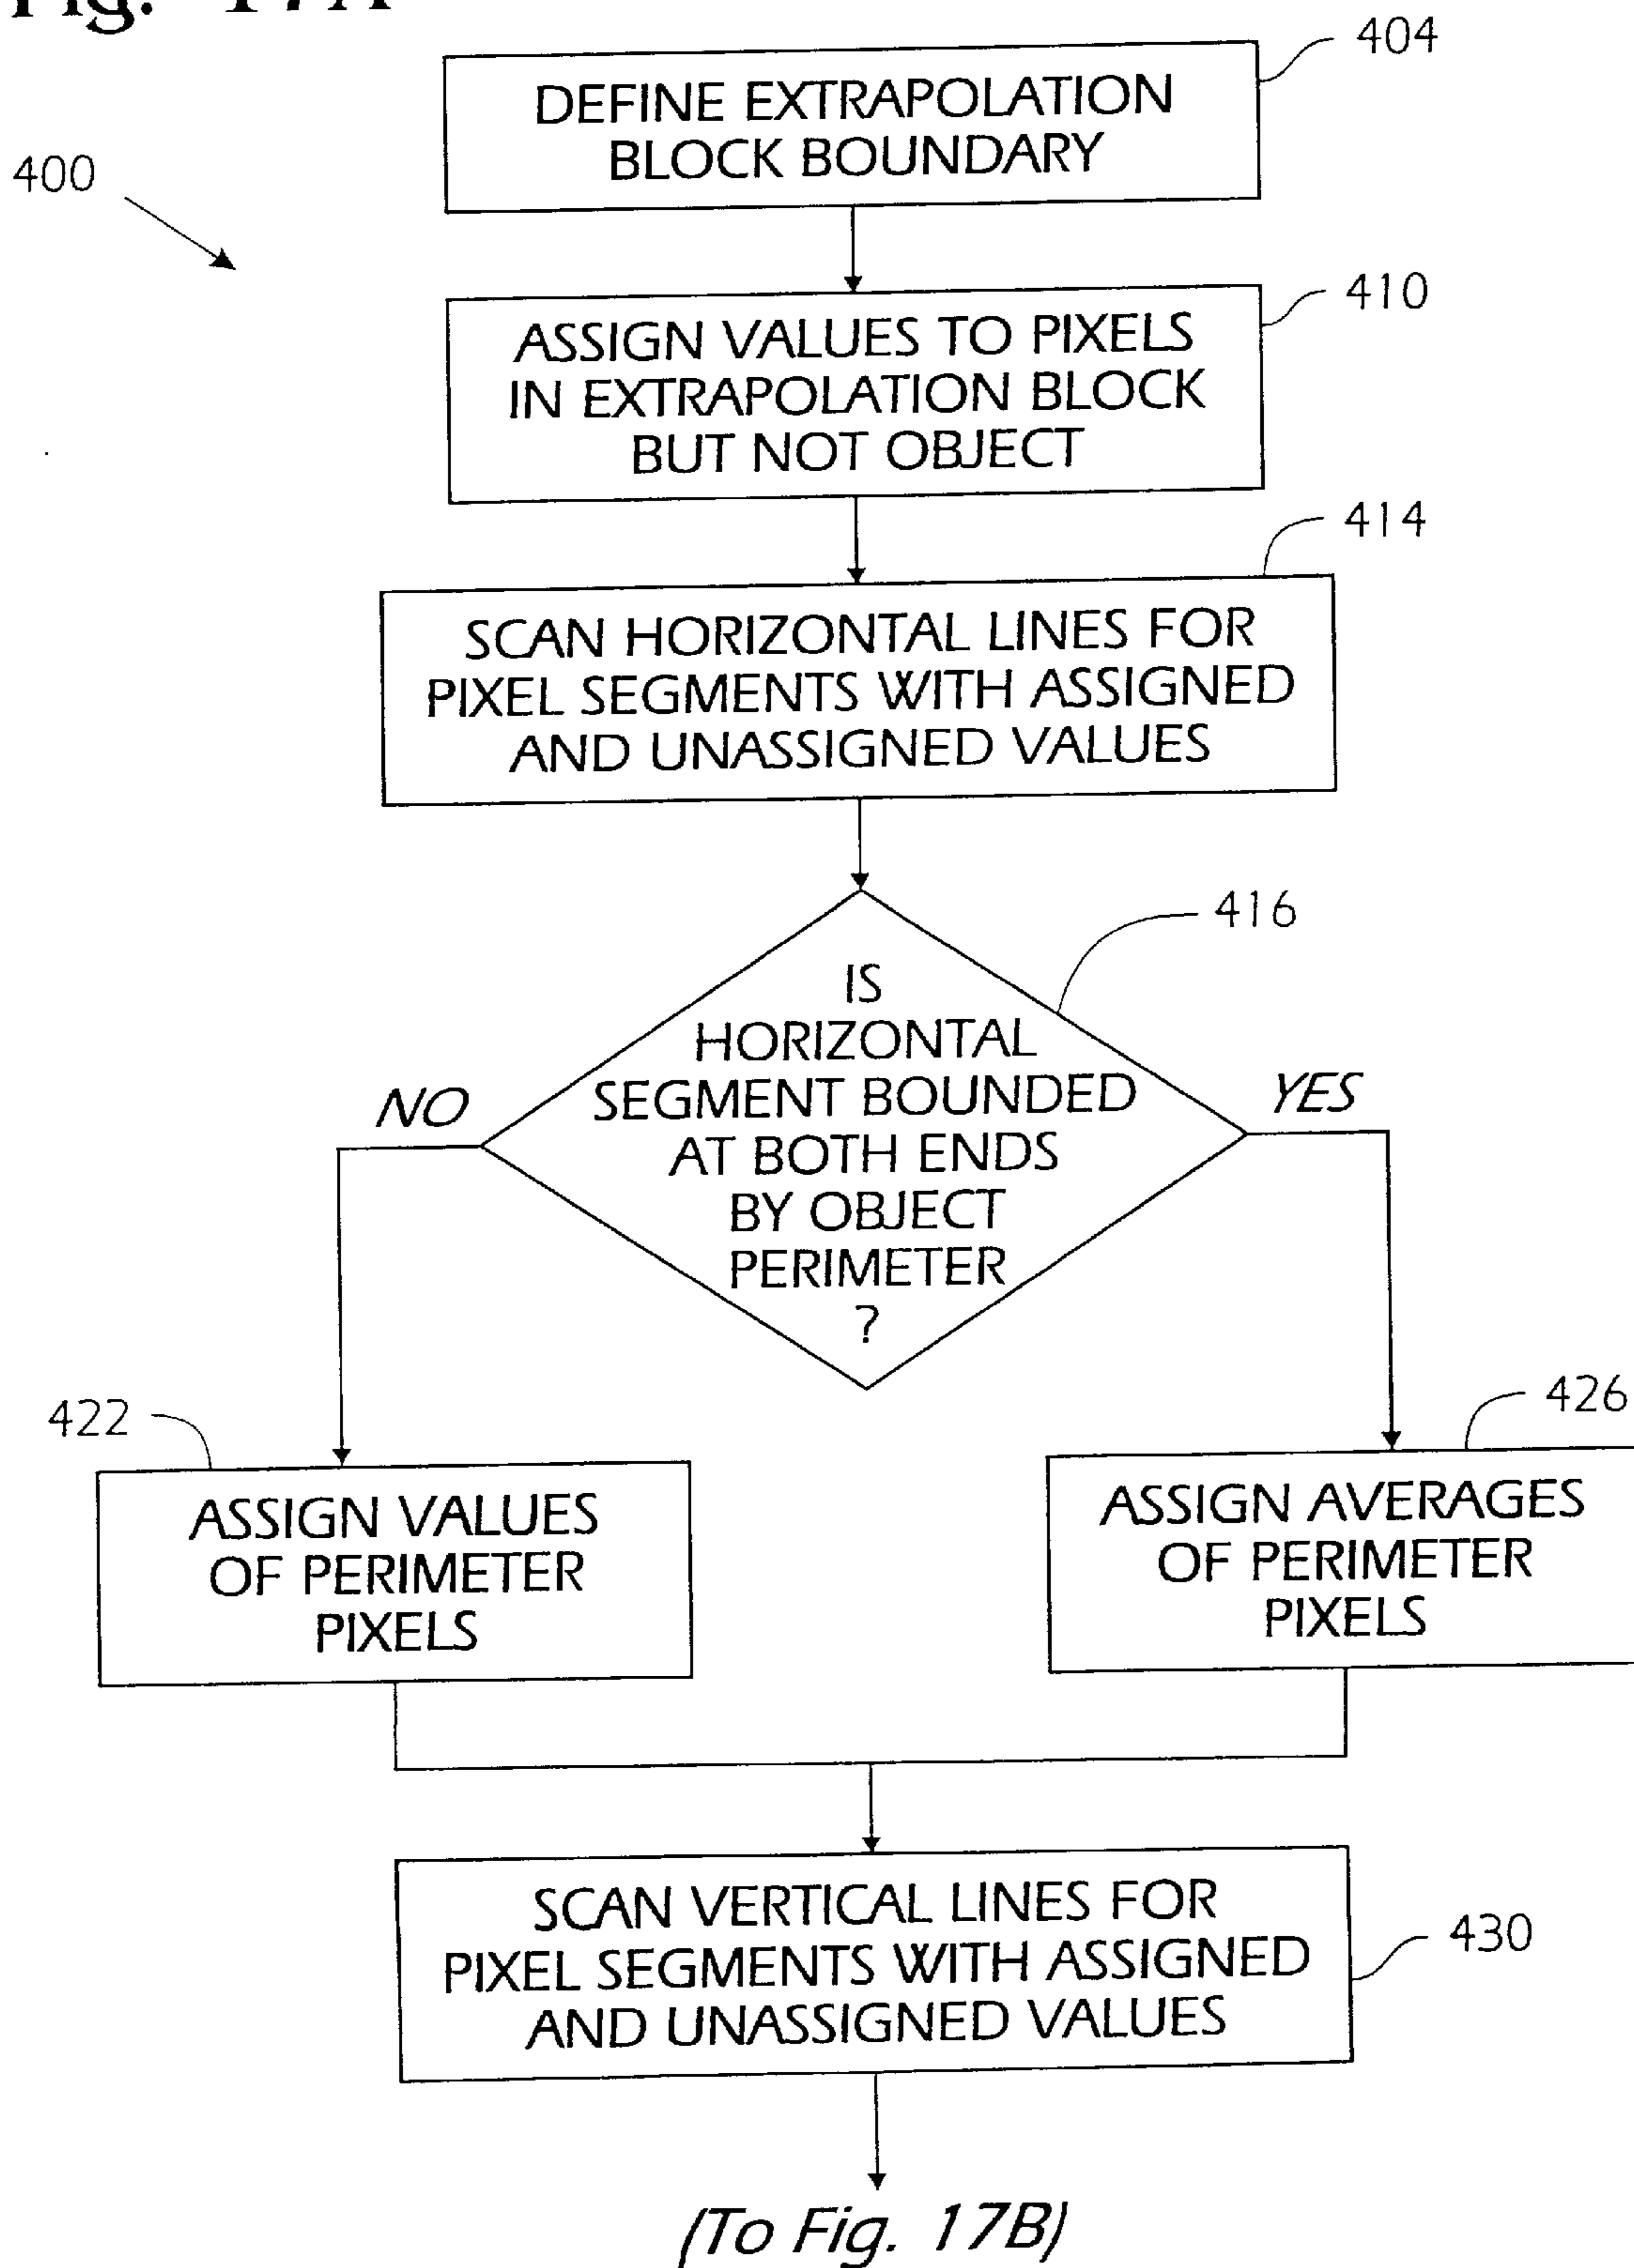 Fig. 17A
404
DEFINE EXTRAPOLATION
BLOCK BOUNDARY
400
410
ASSIGN VALUES TO PIXELS
IN EXTRAPOLATION BLOCK
BUT NOT OBJECT
414
SCAN HORIZONTAL LINES FOR
PIXEL SEGMENTS WITH ASSIGNED
AND UNASSIGNED VALUES
416
IS
HORIZONTAL
SEGMENT BOUNDED
AT BOTH ENDS
BY OBJECT
PERIMETER
?
NO
YES
422
ASSIGN VALUES
OF PERIMETER
PIXELS
426
ASSIGN AVERAGES
OF PERIMETER
PIXELS
SCAN VERTICAL LINES FOR
PIXEL SEGMENTS WITH ASSIGNED
AND UNASSIGNED VALUES
430
(To Fig. 17B)